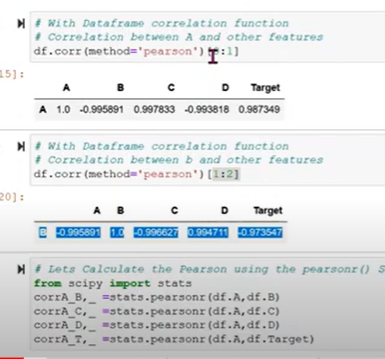 # With Dataframe correlation function
# Correlation between A and other features
df.corr(method='pearson')[0:1]
15]:
A B C D Target
A 1.0 -0.995891 0.997833 -0.993818 0.987349
# With Dataframe correlation function
# Correlation between b and other features
df.corr(method='pearson')[1:2]
20]:
A B C D Target
B -0.995891 1.0 -0.996627 0.994711 -0.973547
# Lets Calculate the Pearson using the pearsonr() S
from scipy import stats
corrA_B,_ =stats.pearsonr(df.A,df.B)
corrA_C,_ =stats.pearsonr(df.A,df.C)
corrA_D,_ =stats.pearsonr(df.A,df.D)
corrA_T,_ =stats.pearsonr(df.A,df.Target)